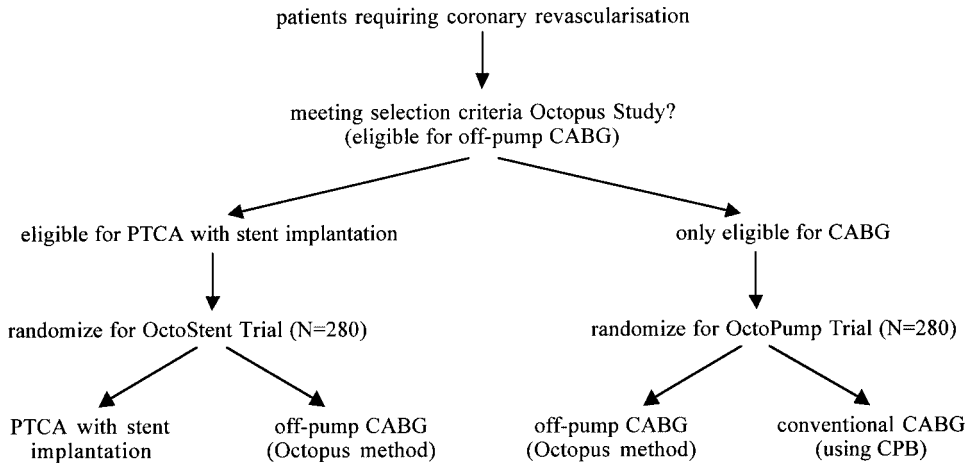 patients requiring coronary revascularisation
meeting selection criteria Octopus Study?
(eligible for off-pump CABG)
eligible for PTCA with stent implantation
only eligible for CABG
randomize for OctoStent Trial (N=280)
randomize for OctoPump Trial (N=280)
PTCA with stent
implantation
off-pump CABG
(Octopus method)
off-pump CABG
(Octopus method)
conventional CABG
(using CPB)